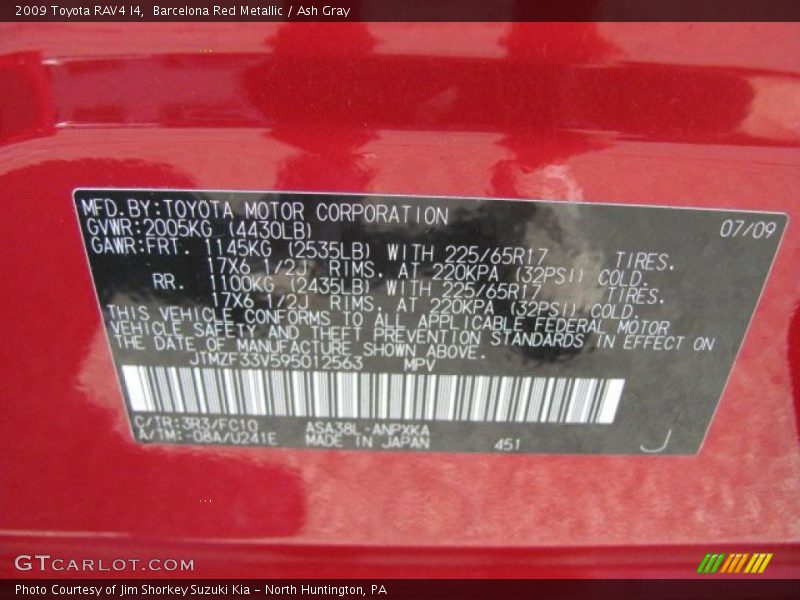 2009 Toyota RAV4 I4,  Barcelona Red Metallic / Ash Gray
MFD.BY:TOYOTA MOTOR CORPORATION 07/09
GVWR:2005KG (4430LB)
GAWR:FRT. 1145KG (2535LB) WITH 225/65R17 TIRES.
17X6 1/2J RIMS, AT 220KPA (32PSI) COLD.
RR. 1100KG (2435LB) WITH 225/65R17 TIRES.
17X6 1/2J RIMS, AT 220KPA (32PSI) COLD.
THIS VEHICLE CONFORMS TO ALL APPLICABLE FEDERAL MOTOR
VEHICLE SAFETY AND THEFT PREVENTION STANDARDS IN EFFECT ON
THE DATE OF MANUFACTURE SHOWN ABOVE.
JTMZF33V595012563 MPV
C/TR:3R3/FC10 ASA38L-ANPXKA
A/TM:-08A/U241E MADE IN JAPAN 451 J
GTCARLOT.COM
Photo Courtesy of Jim Shorkey Suzuki Kia - North Huntington, PA